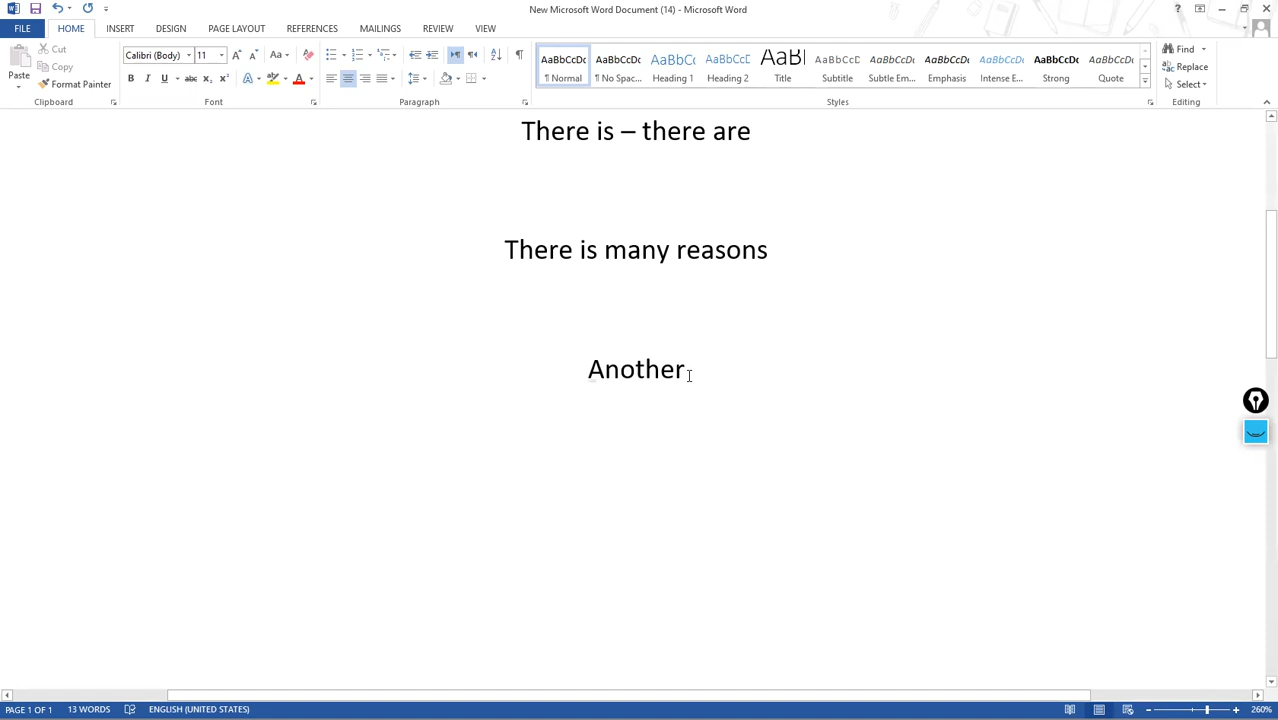 New Microsoft Word Document (14) - Microsoft Word
FILE HOME INSERT DESIGN PAGE LAYOUT REFERENCES MAILINGS REVIEW VIEW
Paste
Cut
Copy
Format Painter
Clipboard
Calibri (Body) 11
Font
Paragraph
AaBbCcDc AaBbCcDc AaBbC AaBbCcD AaBl AaBbCcD AaBbCcDc AaBbCcDc AaBbCcDc AaBbCcDc AaBbCcDc
¶ Normal ¶ No Spac... Heading 1 Heading 2 Title Subtitle Subtle Em... Emphasis Intense E... Strong Quote
Styles
Find
Replace
Select
Editing
There is – there are
There is many reasons
Another
PAGE 1 OF 1 13 WORDS ENGLISH (UNITED STATES) 260%